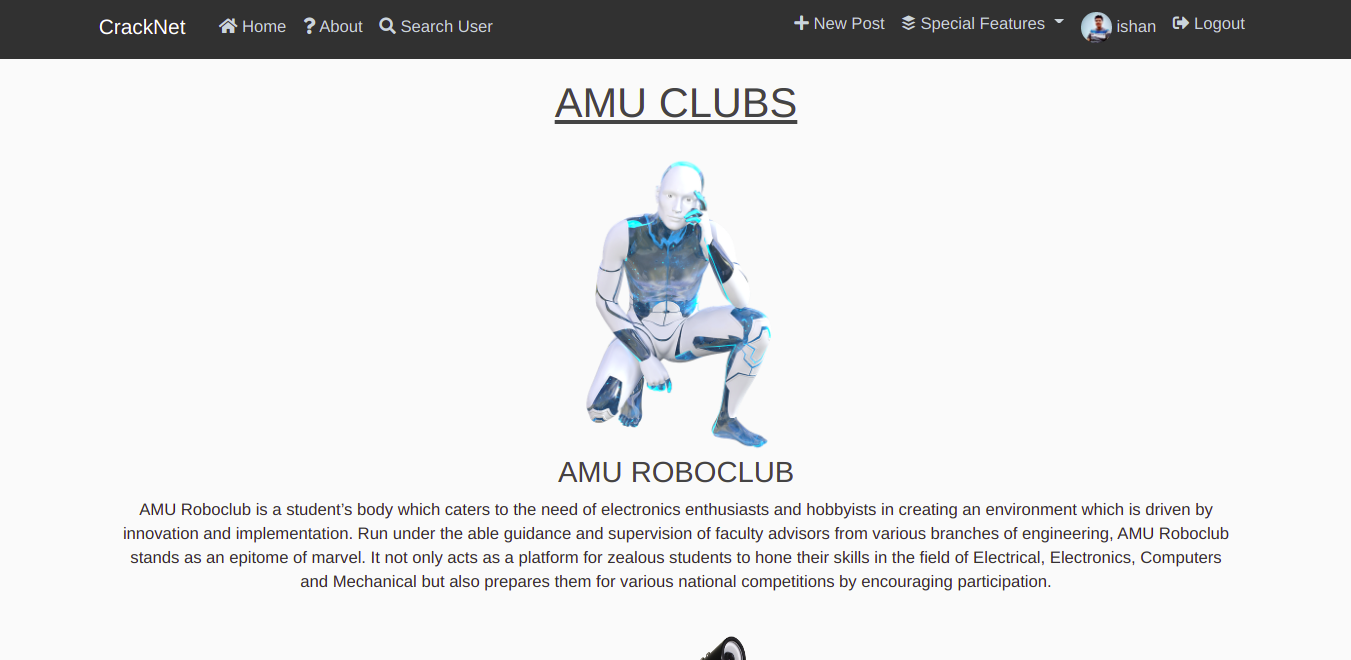 CrackNet Home About Search User New Post Special Features ishan Logout
AMU CLUBS
AMU ROBOCLUB
AMU Roboclub is a student’s body which caters to the need of electronics enthusiasts and hobbyists in creating an environment which is driven by
innovation and implementation. Run under the able guidance and supervision of faculty advisors from various branches of engineering, AMU Roboclub
stands as an epitome of marvel. It not only acts as a platform for zealous students to hone their skills in the field of Electrical, Electronics, Computers
and Mechanical but also prepares them for various national competitions by encouraging participation.